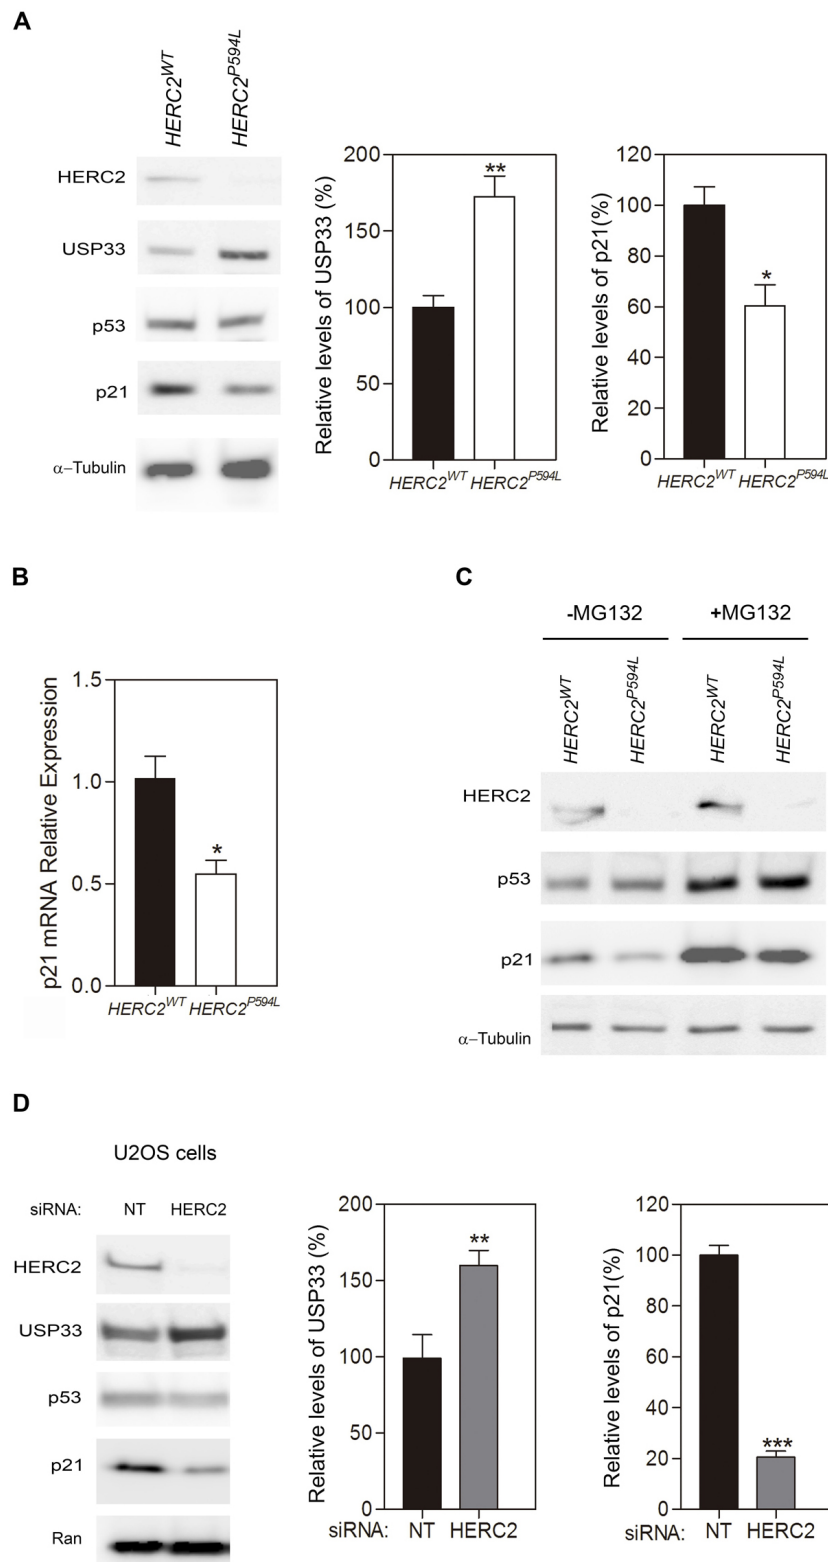 A
HERC2WT
HERC2P594L
HERC2
USP33
p53
p21
α−Tubulin
Relative levels of USP33 (%)
200
150
100
50
0
**
HERC2WT HERC2P594L
Relative levels of p21(%)
120
100
80
60
40
20
0
*
HERC2WT HERC2P594L
B
p21 mRNA Relative Expression
1.5
1.0
0.5
0.0
*
HERC2WT HERC2P594L
C
-MG132 +MG132
HERC2WT
HERC2P594L
HERC2WT
HERC2P594L
HERC2
p53
p21
α−Tubulin
D
U2OS cells
siRNA: NT HERC2
HERC2
USP33
p53
p21
Ran
Relative levels of USP33 (%)
200
150
100
50
0
**
siRNA: NT HERC2
Relative levels of p21(%)
120
100
80
60
40
20
0
***
siRNA: NT HERC2